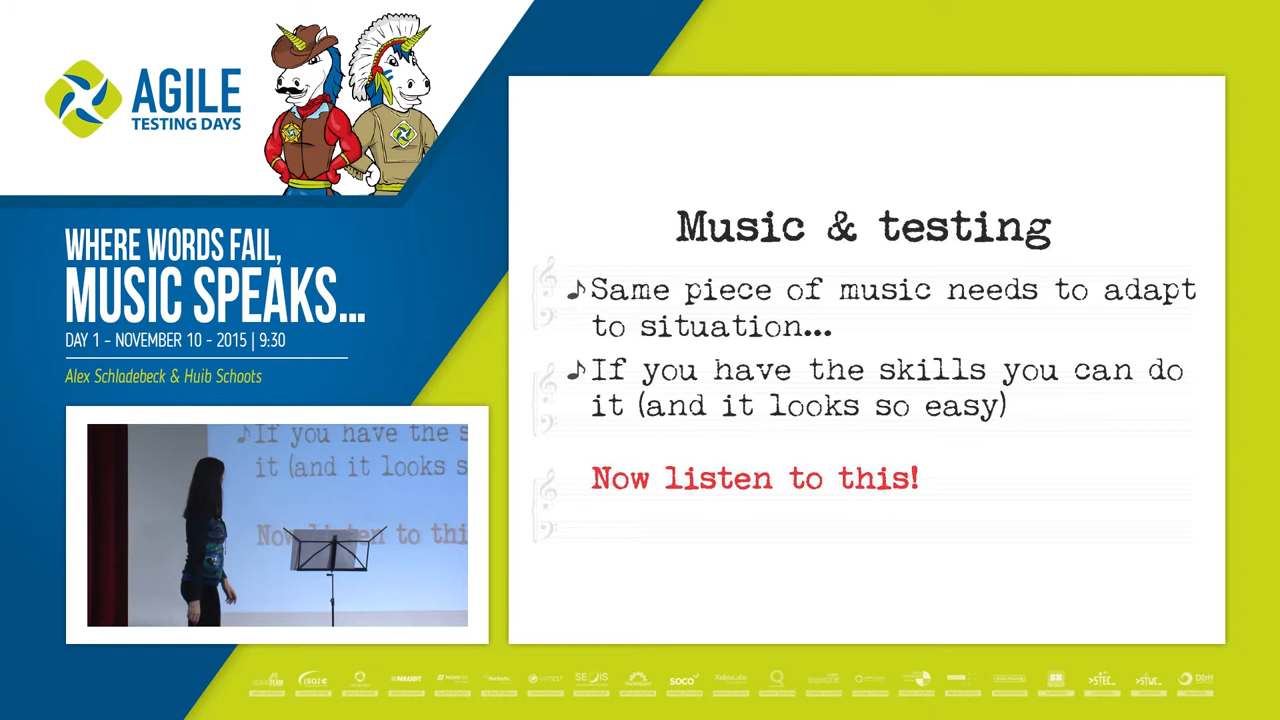 AGILE
TESTING DAYS
WHERE WORDS FAIL,
MUSIC SPEAKS...
DAY 1 - NOVEMBER 10 - 2015 | 9:30
Alex Schladebeck & Huib Schoots
Music & testing
♪Same piece of music needs to adapt
to situation...
♪If you have the skills you can do
it (and it looks so easy)
Now listen to this!
♪If you have the s
it (and it looks s
Now listen to thi
SOCO
D&H